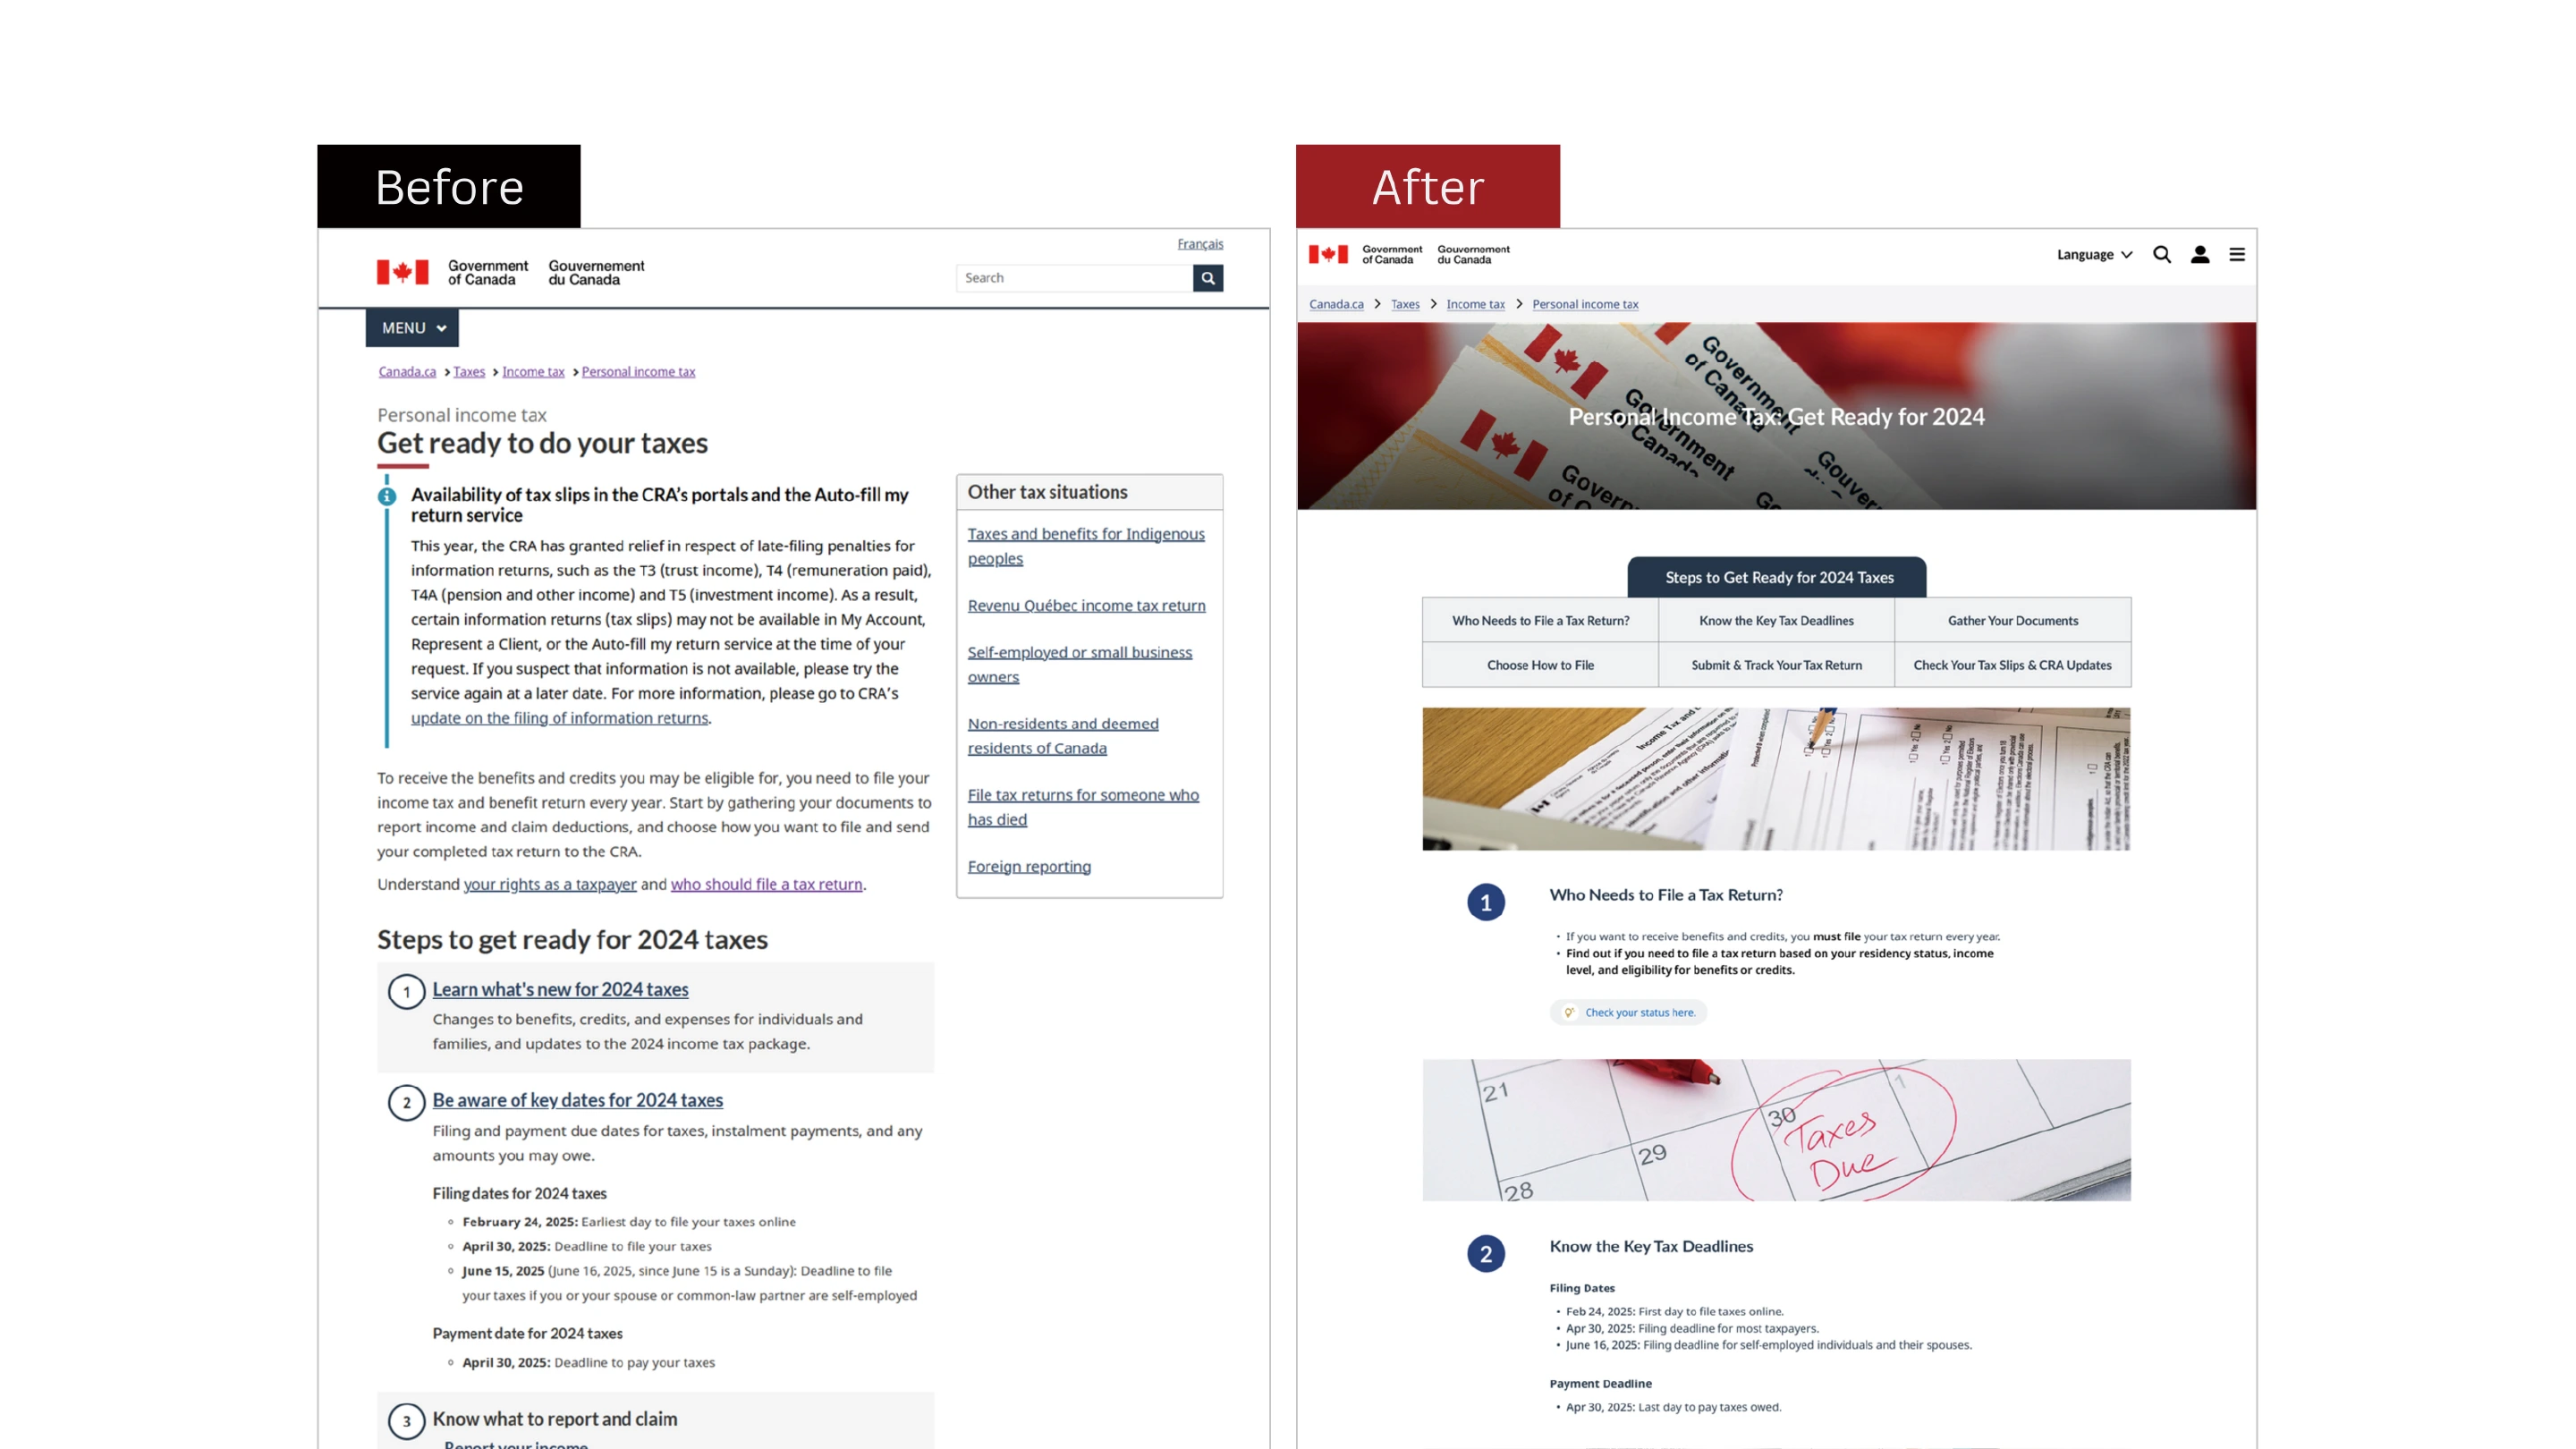 Before
Français
Government
of Canada
Gouvernement
du Canada
Search
MENU
Canada.ca > Taxes > Income tax > Personal income tax
Personal income tax
Get ready to do your taxes
Availability of tax slips in the CRA's portals and the Auto-fill my
return service
This year, the CRA has granted relief in respect of late-filing penalties for
information returns, such as the T3 (trust income), T4 (remuneration paid),
T4A (pension and other income) and T5 (investment income). As a result,
certain information returns (tax slips) may not be available in My Account,
Represent a Client, or the Auto-fill my return service at the time of your
request. If you suspect that information is not available, please try the
service again at a later date. For more information, please go to CRA's
update on the filing of information returns.
To receive the benefits and credits you may be eligible for, you need to file your
income tax and benefit return every year. Start by gathering your documents to
report income and claim deductions, and choose how you want to file and send
your completed tax return to the CRA.
Understand your rights as a taxpayer and who should file a tax return.
Other tax situations
Taxes and benefits for Indigenous
peoples
Revenu Québec income tax return
Self-employed or small business
owners
Non-residents and deemed
residents of Canada
File tax returns for someone who
has died
Foreign reporting
Steps to get ready for 2024 taxes
1 Learn what's new for 2024 taxes
Changes to benefits, credits, and expenses for individuals and
families, and updates to the 2024 income tax package.
2 Be aware of key dates for 2024 taxes
Filing and payment due dates for taxes, instalment payments, and any
amounts you may owe.
Filing dates for 2024 taxes
February 24, 2025: Earliest day to file your taxes online
April 30, 2025: Deadline to file your taxes
June 15, 2025 (June 16, 2025, since June 15 is a Sunday): Deadline to file
your taxes if you or your spouse or common-law partner are self-employed
Payment date for 2024 taxes
April 30, 2025: Deadline to pay your taxes
3 Know what to report and claim
Report your income
After
Government
of Canada
Gouvernement
du Canada
Language
Canada.ca > Taxes > Income tax > Personal income tax
Government
of Canada
Government
of Canada
Personal Income Tax: Get Ready for 2024
Steps to Get Ready for 2024 Taxes
Who Needs to File a Tax Return?
Know the Key Tax Deadlines
Gather Your Documents
Choose How to File
Submit & Track Your Tax Return
Check Your Tax Slips & CRA Updates
1
Who Needs to File a Tax Return?
• If you want to receive benefits and credits, you must file your tax return every year.
• Find out if you need to file a tax return based on your residency status, income
level, and eligibility for benefits or credits.
Check your status here.
21
28
29
30
1
Taxes
Due
2
Know the Key Tax Deadlines
Filing Dates
• Feb 24, 2025: First day to file taxes online.
• Apr 30, 2025: Filing deadline for most taxpayers.
• June 16, 2025: Filing deadline for self-employed individuals and their spouses.
Payment Deadline
• Apr 30, 2025: Last day to pay taxes owed.